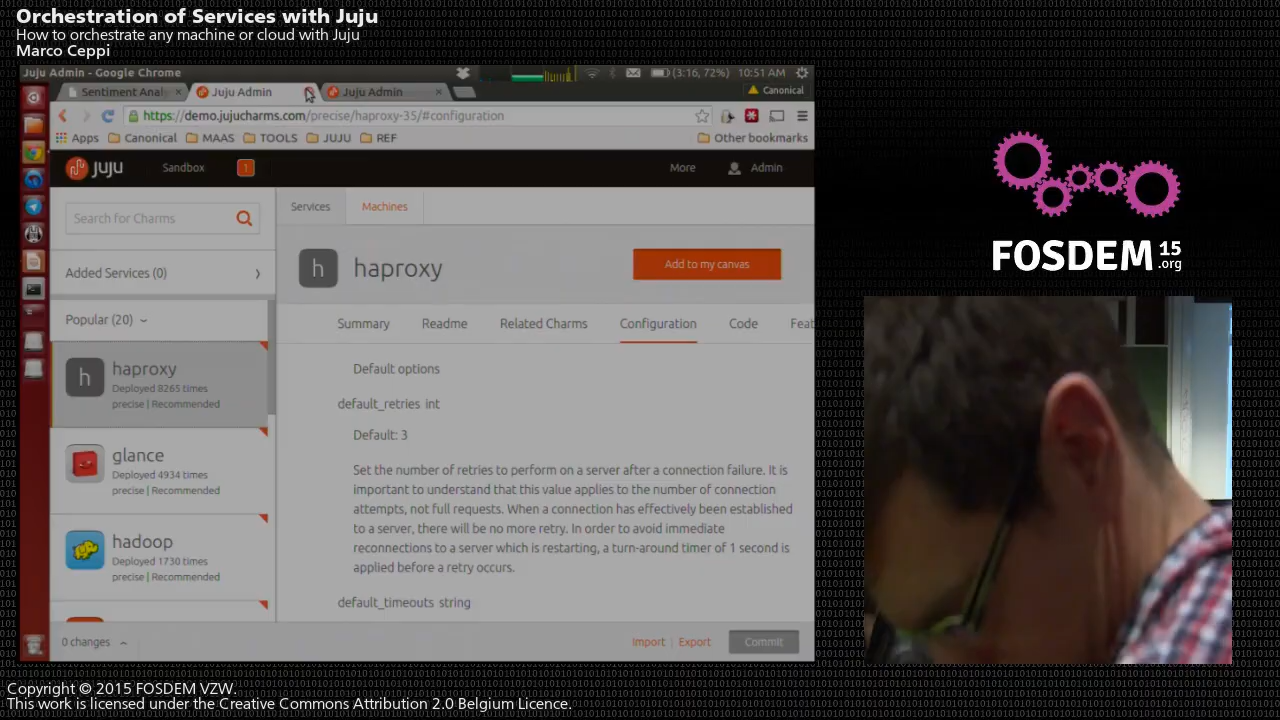 Orchestration of Services with Juju
How to orchestrate any machine or cloud with Juju
Marco Ceppi
Juju Admin - Google Chrome
(3:16, 72%) 10:51 AM
Sentiment Anal
Juju Admin
Juju Admin
Canonical
https://demo.jujucharms.com/precise/haproxy-35/#configuration
Apps Canonical MAAS TOOLS JUJU REF Other bookmarks
juju Sandbox 1 More Admin
Search for Charms
Services Machines
h haproxy Add to my canvas
Added Services (0)
Popular (20)
Summary Readme Related Charms Configuration Code Feat
h haproxy
Deployed 8265 times
precise | Recommended
glance
Deployed 4934 times
precise | Recommended
hadoop
Deployed 1730 times
precise | Recommended
Default options
default_retries int
Default: 3
Set the number of retries to perform on a server after a connection failure. It is
important to understand that this value applies to the number of connection
attempts, not full requests. When a connection has effectively been established
to a server, there will be no more retry. In order to avoid immediate
reconnections to a server which is restarting, a turn-around timer of 1 second is
applied before a retry occurs.
default_timeouts string
0 changes Import | Export Commit
FOSDEM 15
.org
Copyright © 2015 FOSDEM VZW.
This work is licensed under the Creative Commons Attribution 2.0 Belgium Licence.